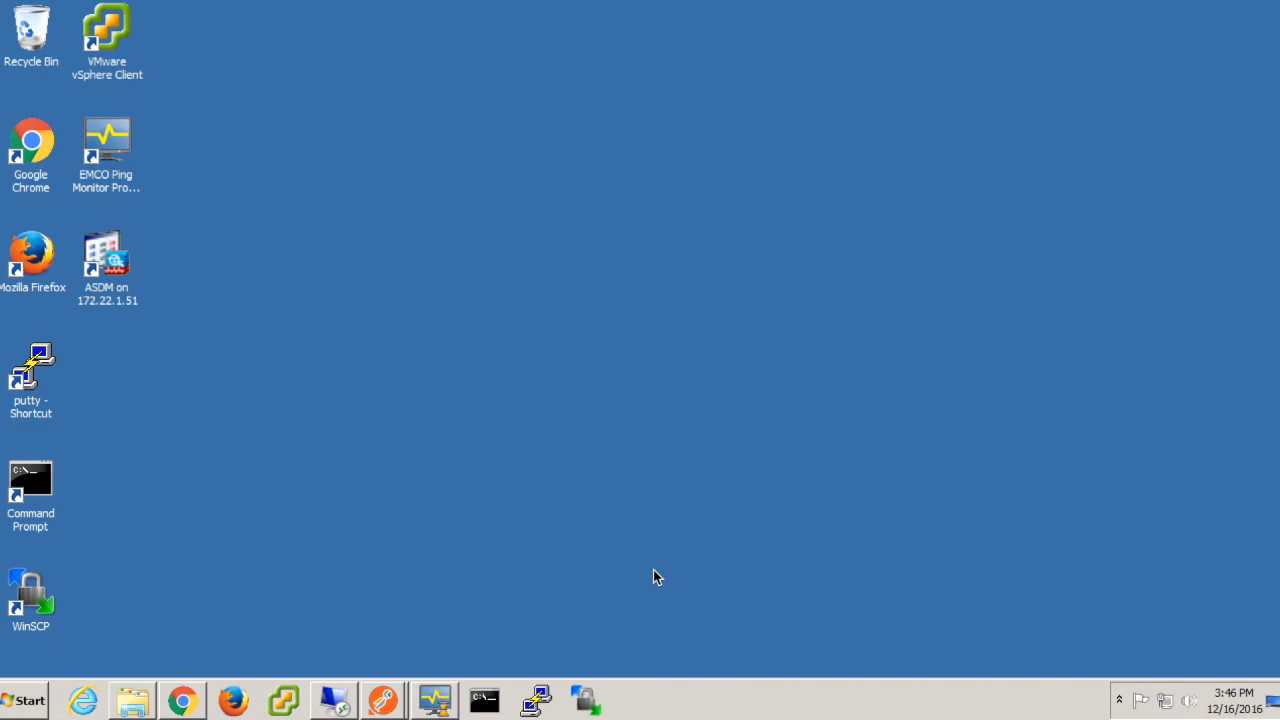 Recycle Bin
VMware
vSphere Client
Google
Chrome
EMCO Ping
Monitor Pro...
Mozilla Firefox
ASDM on
172.22.1.51
putty -
Shortcut
C:\_
Command
Prompt
WinSCP
Start
C:\_
3:46 PM
12/16/2016